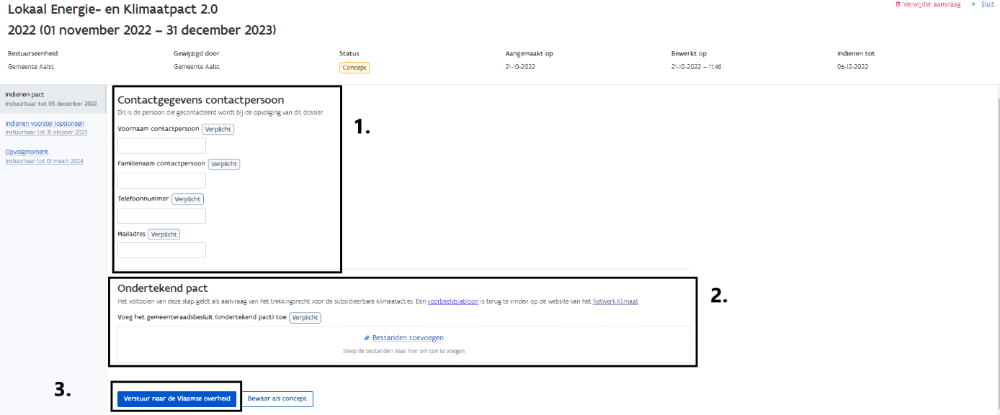 Lokaal Energie- en Klimaatpact 2.0
Verwijder aanvraag × Sluit
2022 (01 november 2022 – 31 december 2023)
Bestuurseenheid Gewijzigd door Status Aangemaakt op Bewerkt op Indienen tot
Gemeente Aalst Gemeente Aalst Concept 21-10-2022 21-10-2022 – 11:46 05-12-2022
Indienen pact
Instuurbaar tot 05 december 2022
Indienen voorstel (optioneel)
Instuurbaar tot 31 oktober 2023
Opvolgmoment
Instuurbaar tot 01 maart 2024
Contactgegevens contactpersoon
Dit is de persoon die gecontacteerd wordt bij de opvolging van dit dossier.
1.
Voornaam contactpersoon Verplicht
Familienaam contactpersoon Verplicht
Telefoonnummer Verplicht
Mailadres Verplicht
Ondertekend pact
Het voltooien van deze stap geldt als aanvraag van het trekkingsrecht voor de subsidieerbare klimaatacties. Een voorbeeldsjabloon is terug te vinden op de website van het Netwerk Klimaat
2.
Voeg het gemeenteraadsbesluit (ondertekend pact) toe Verplicht
Bestanden toevoegen
Sleep de bestanden naar hier om toe te voegen
3.
Verstuur naar de Vlaamse overheid Bewaar als concept